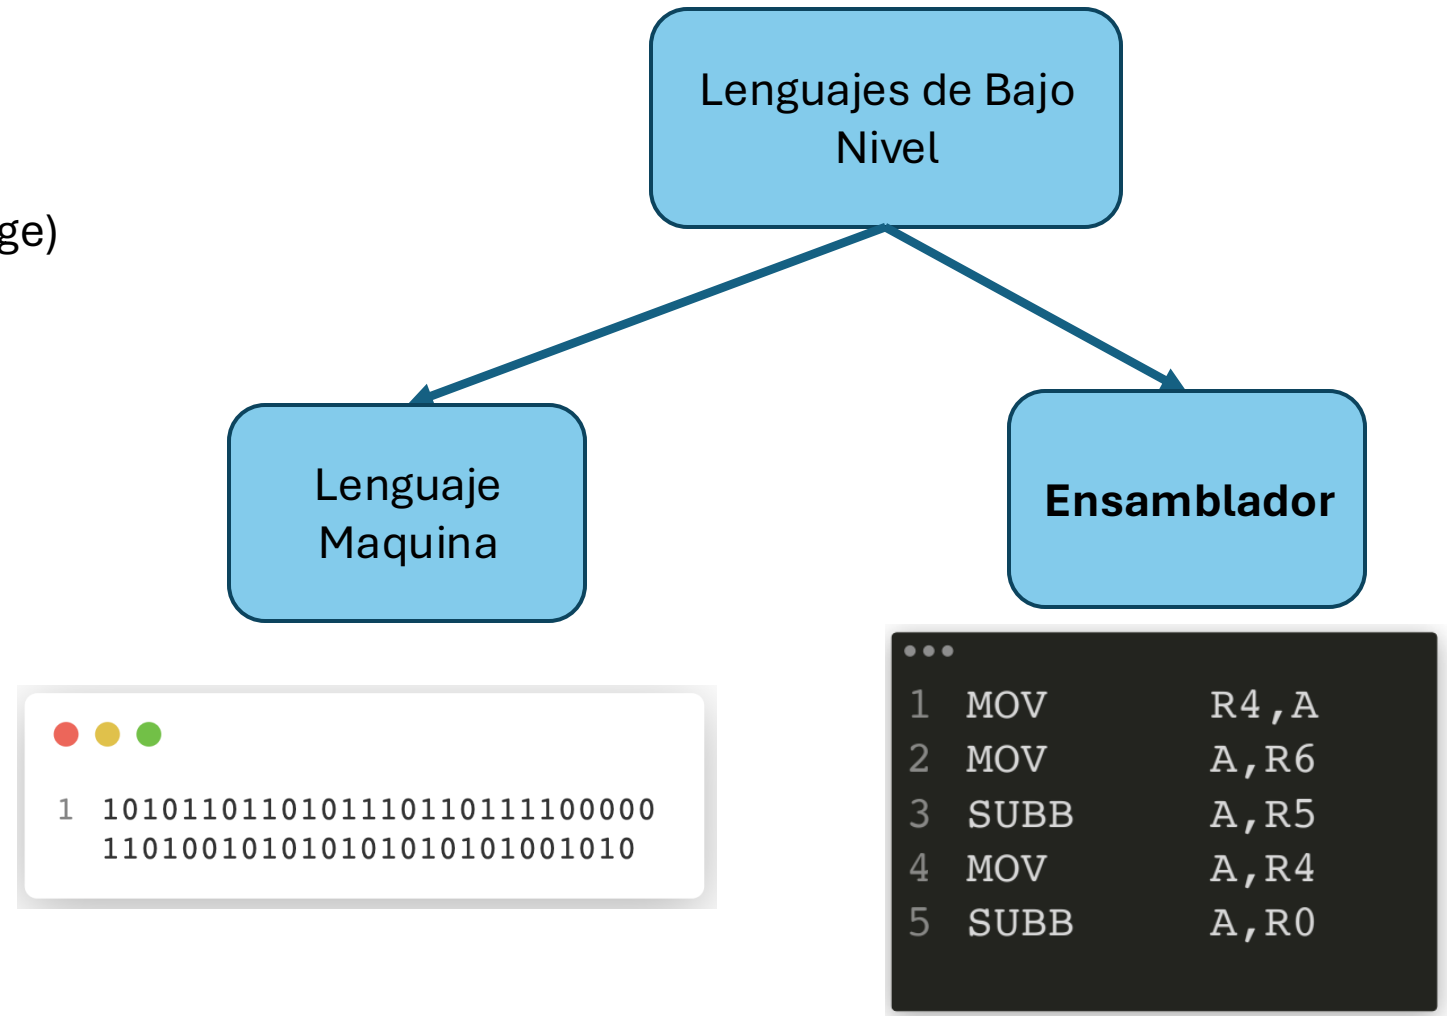 Lenguajes de Bajo
Nivel
ge)
Lenguaje
Maquina
Ensamblador
1 1010110110101110110111100000
110100101010101010101001010
1 MOV R4,A
2 MOV A,R6
3 SUBB A,R5
4 MOV A,R4
5 SUBB A,R0